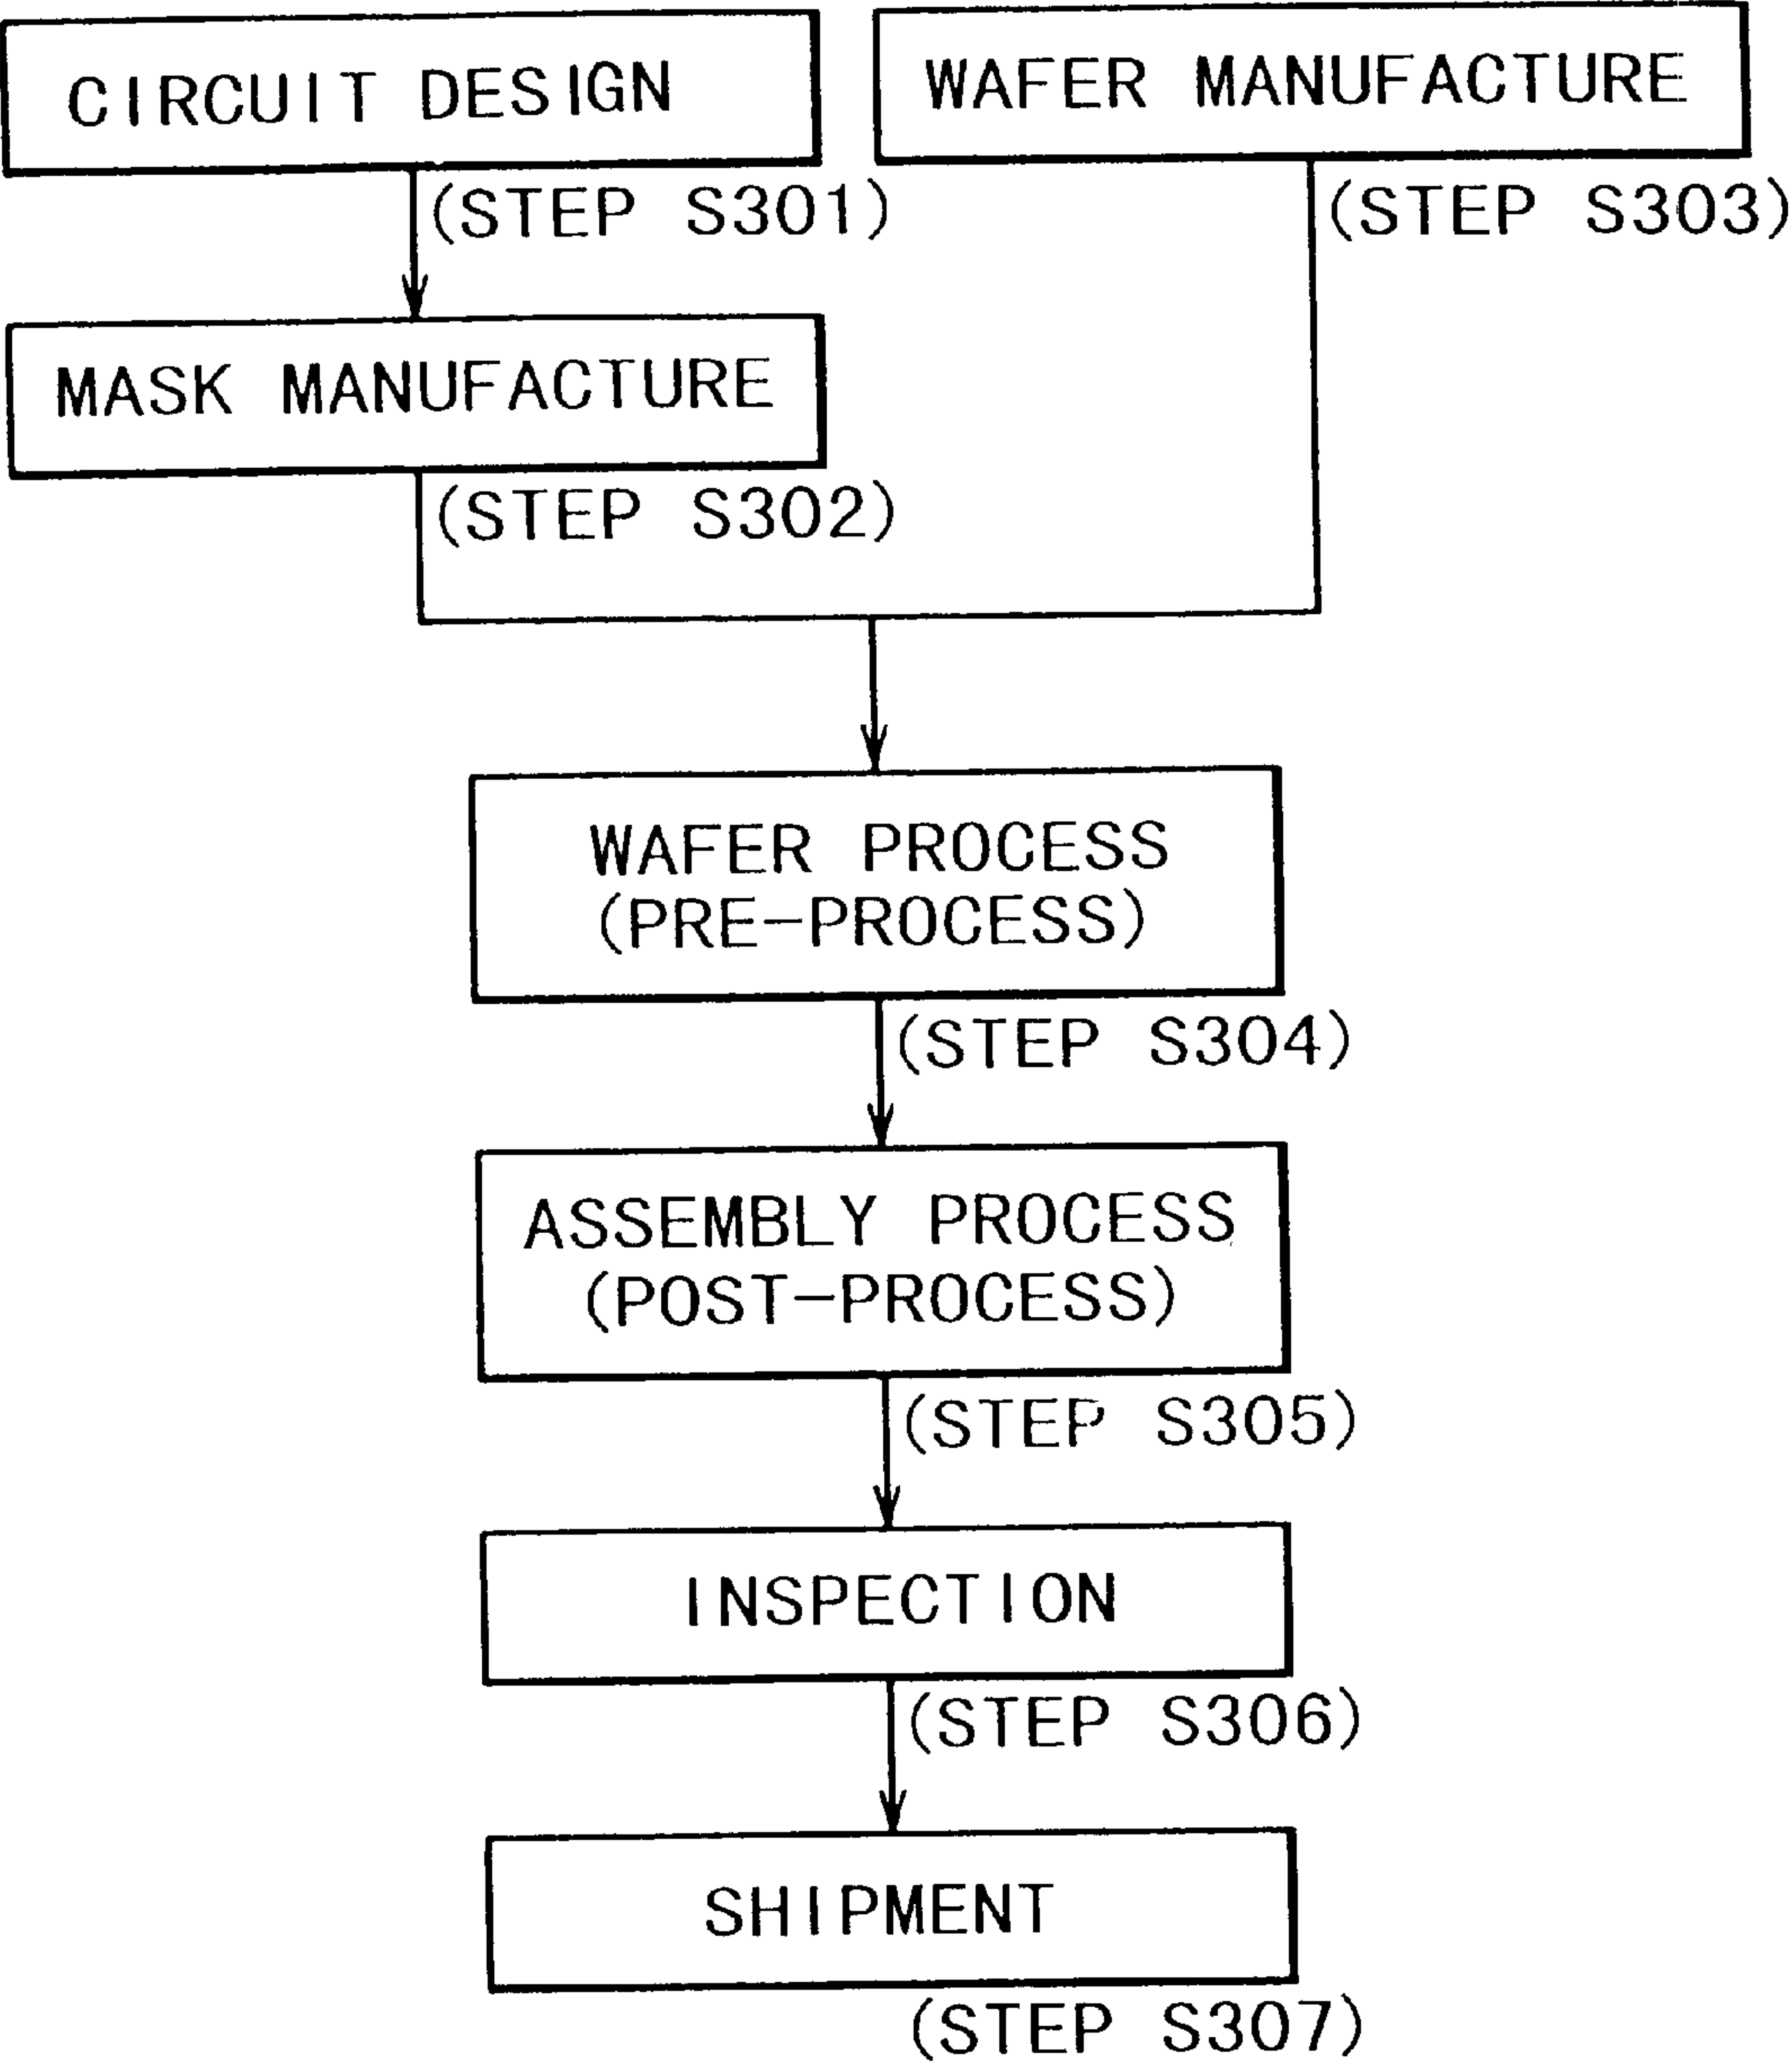 CIRCUIT DESIGN
(STEP S301)
WAFER MANUFACTURE
(STEP S303)
MASK MANUFACTURE
(STEP S302)
WAFER PROCESS
(PRE-PROCESS)
(STEP S304)
ASSEMBLY PROCESS
(POST-PROCESS)
(STEP S305)
INSPECTION
(STEP S306)
SHIPMENT
(STEP S307)